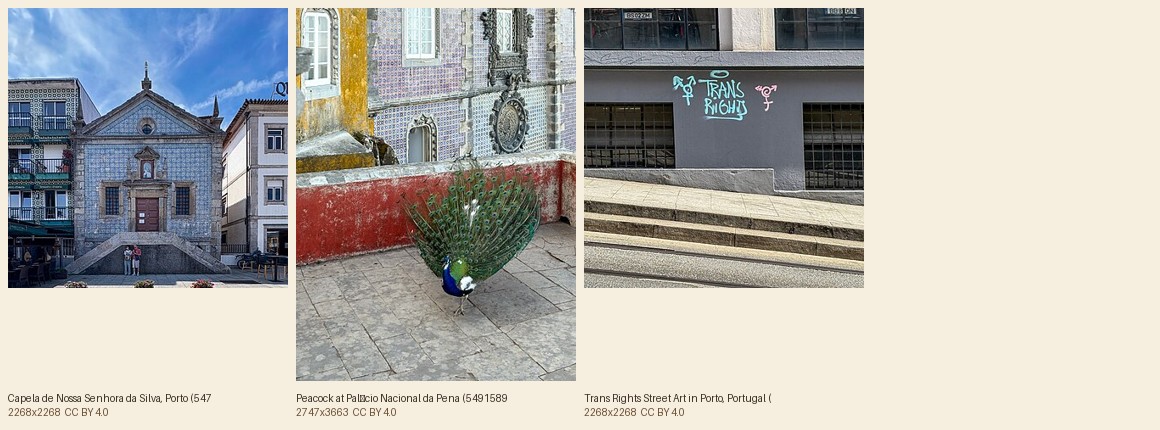 TRANS
RIGHTS
Capela de Nossa Senhora da Silva, Porto (547
2268x2268 CC BY 4.0
Peacock at Pal cio Nacional da Pena (5491589
2747x3663 CC BY 4.0
Trans Rights Street Art in Porto, Portugal (
2268x2268 CC BY 4.0